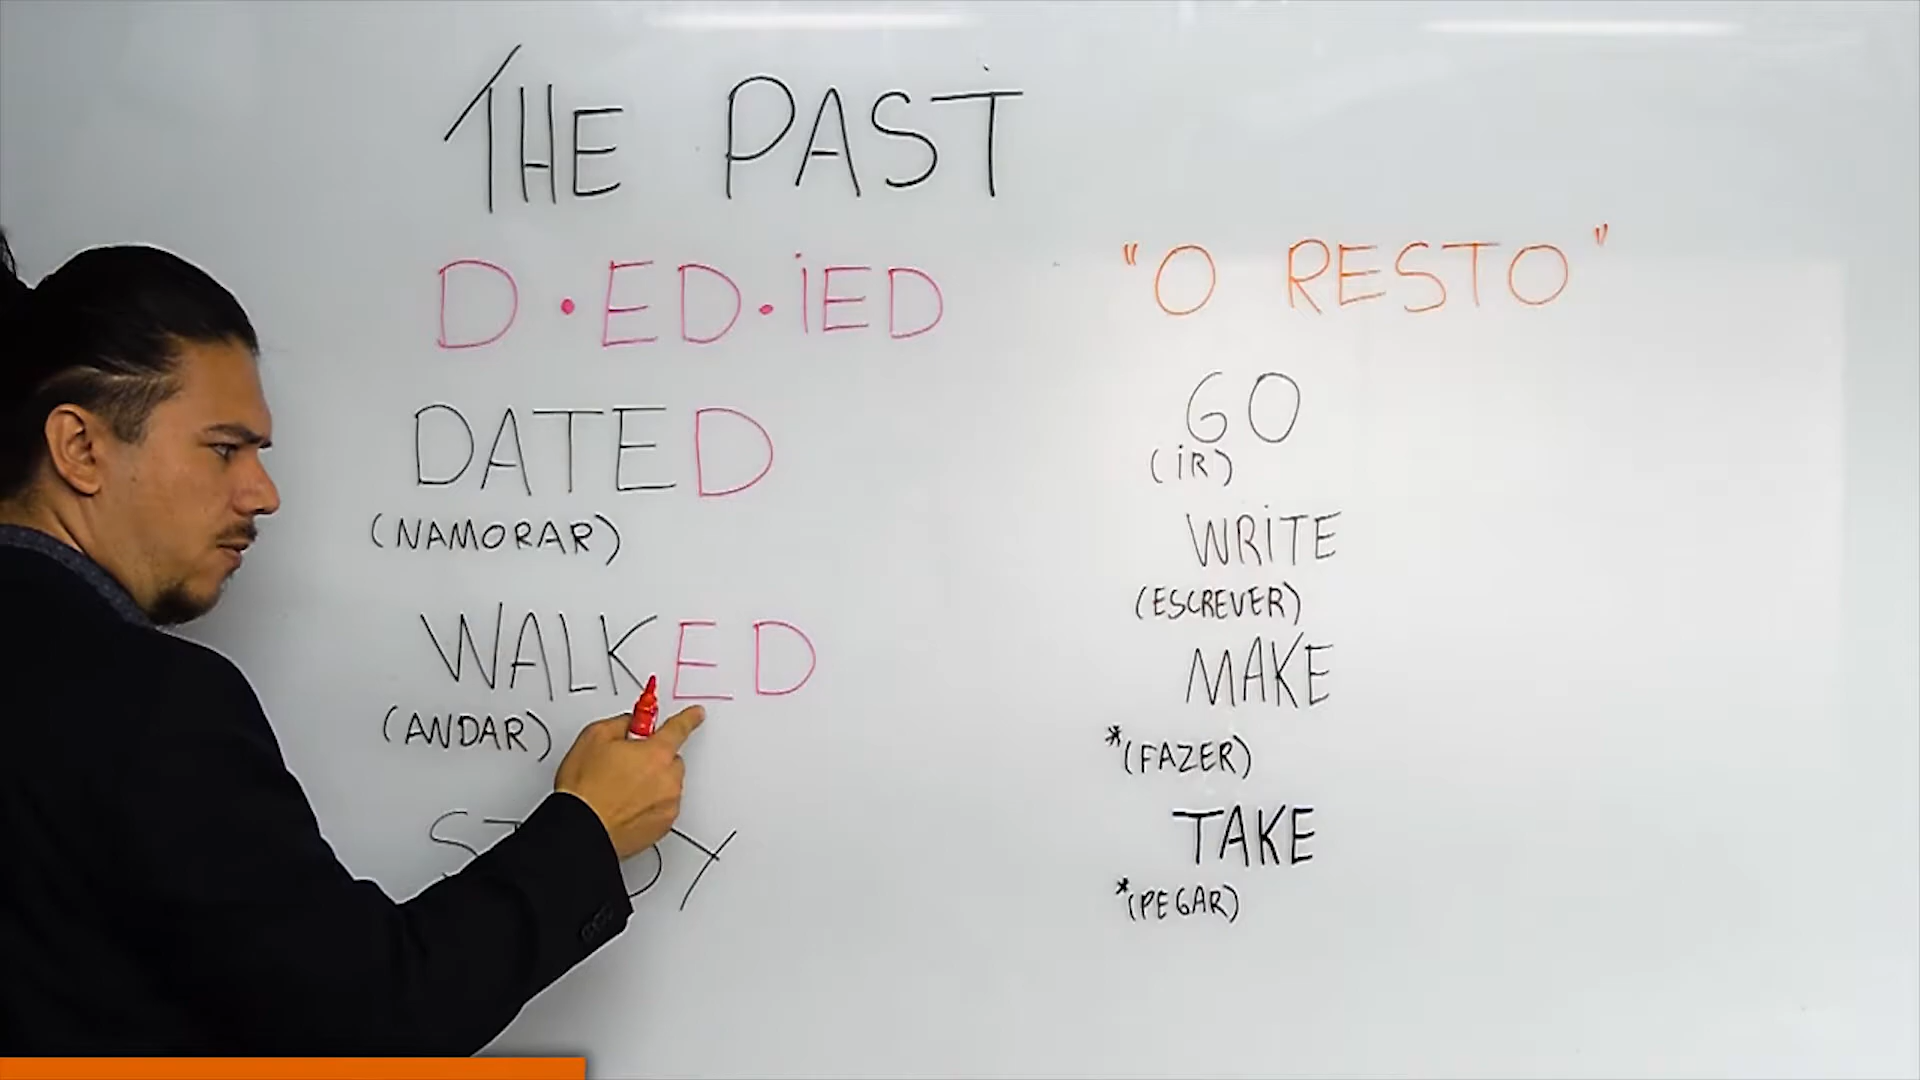 THE PAST
D • ED • iED
DATED
(NAMORAR)
WALKED
(ANDAR)
"O RESTO"
GO
(iR)
WRiTE
(ESCREVER)
MAKE
*(FAZER)
TAKE
*(PEGAR)